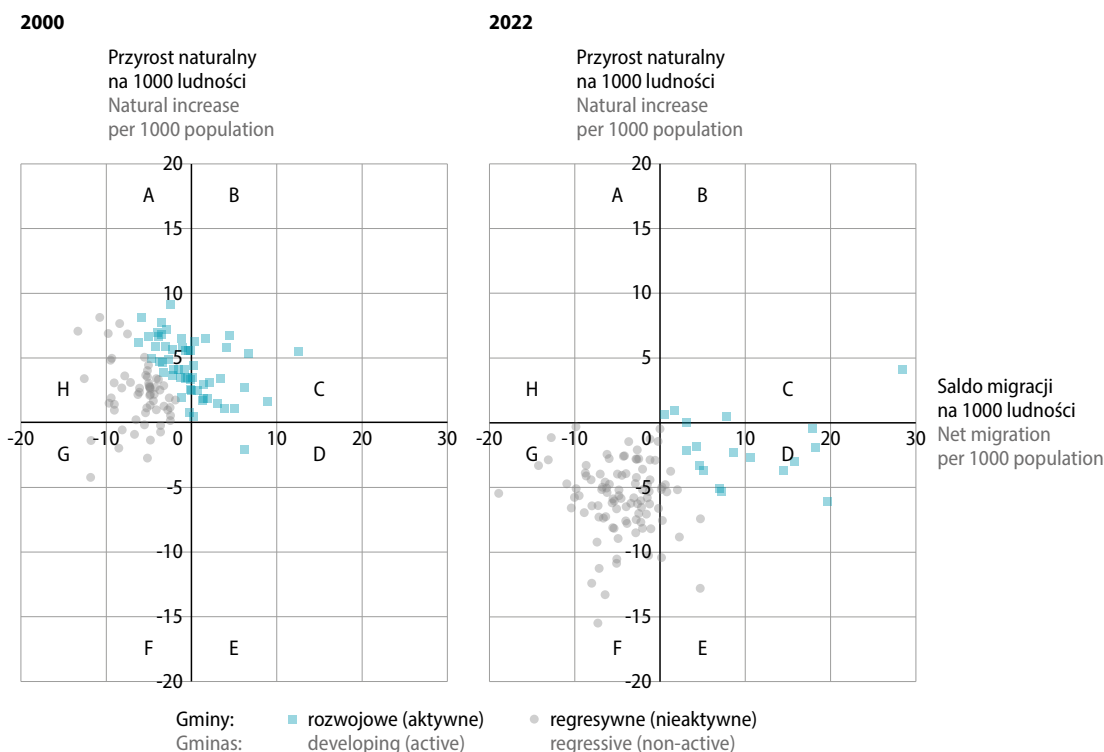 2000
Przyrost naturalny
na 1000 ludności
Natural increase
per 1000 population
20
A
B
15
10
5
H
C
-20
-10
0
10
20
30
G
D
-5
-10
-15
F
E
-20
2022
Przyrost naturalny
na 1000 ludności
Natural increase
per 1000 population
20
A
B
15
10
5
H
C
-20
-10
0
10
20
30
G
D
-5
-10
-15
F
E
-20
Saldo migracji
na 1000 ludności
Net migration
per 1000 population
Gminy: rozwojowe (aktywne) regresywne (nieaktywne)
Gminas: developing (active) regressive (non-active)